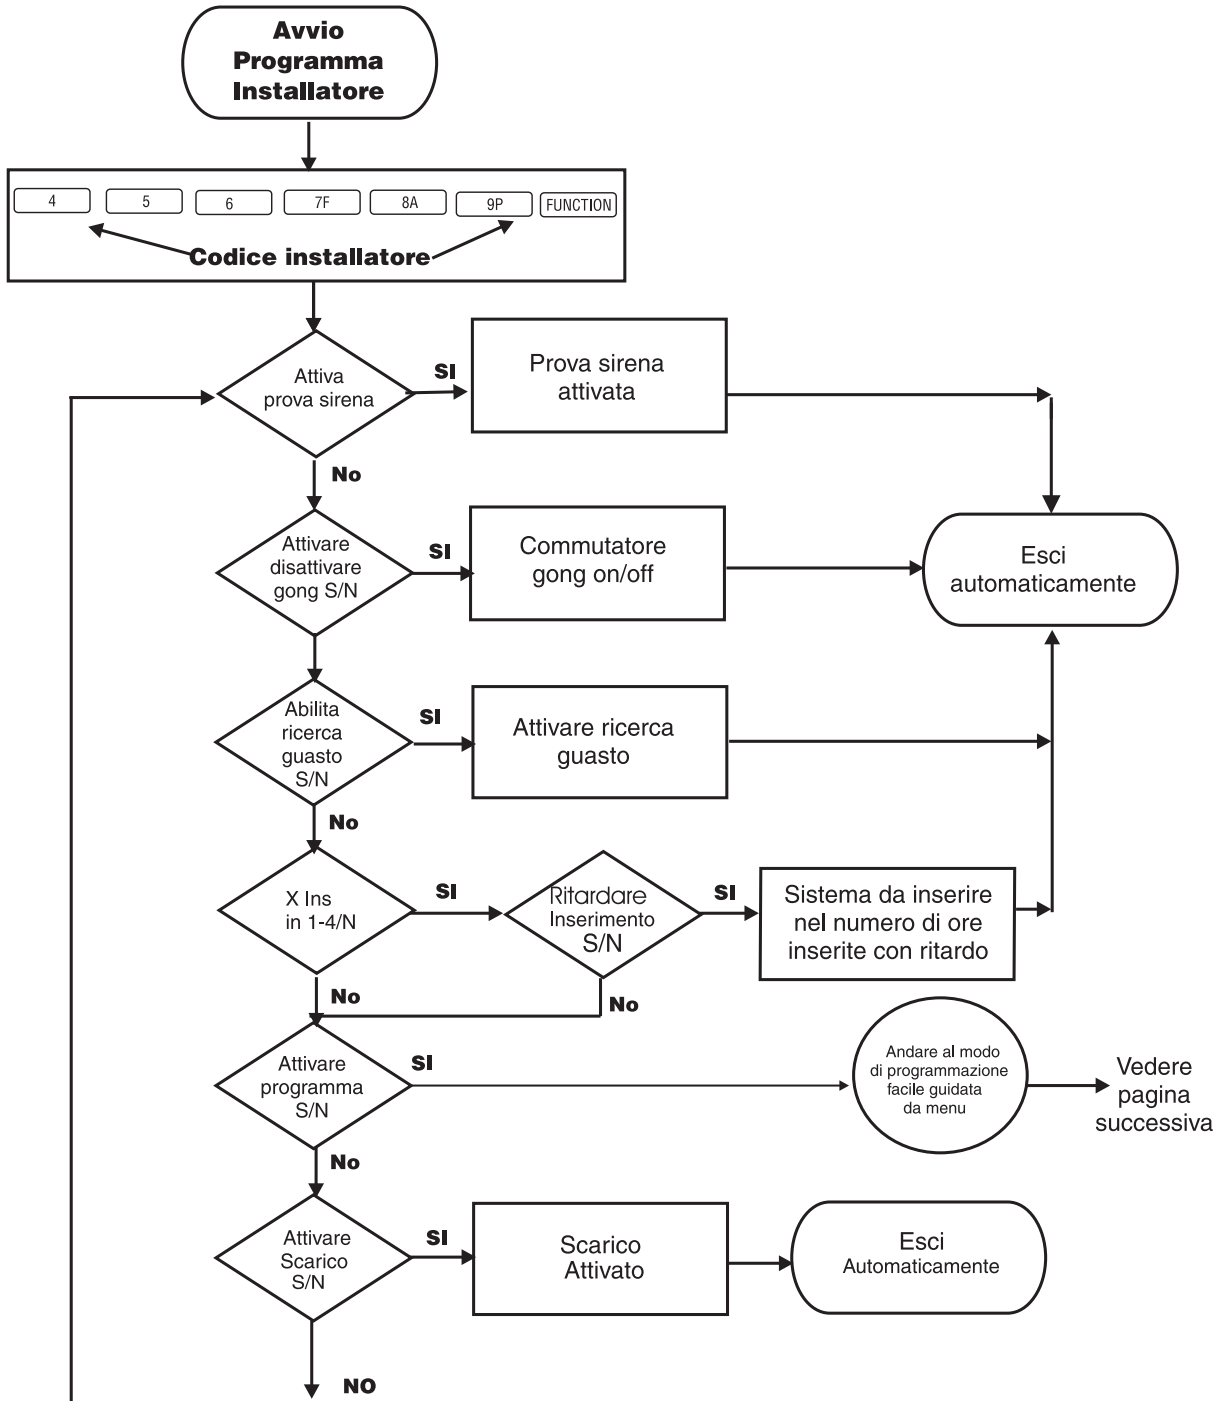 Avvio
Programma
Installatore
4 5 6 7F 8A 9P FUNCTION
Codice installatore
Attiva
prova sirena
SI
Prova sirena
attivata
No
Attivare
disattivare
gong S/N
SI
Commutatore
gong on/off
Esci
automaticamente
Abilita
ricerca
guasto
S/N
SI
Attivare ricerca
guasto
No
X Ins
in 1-4/N
SI
Ritardare
Inserimento
S/N
SI
Sistema da inserire
nel numero di ore
inserite con ritardo
No
No
Attivare
programma
S/N
SI
Andare al modo
di programmazione
facile guidata
da menu
Vedere
pagina
successiva
No
Attivare
Scarico
S/N
SI
Scarico
Attivato
Esci
Automaticamente
NO